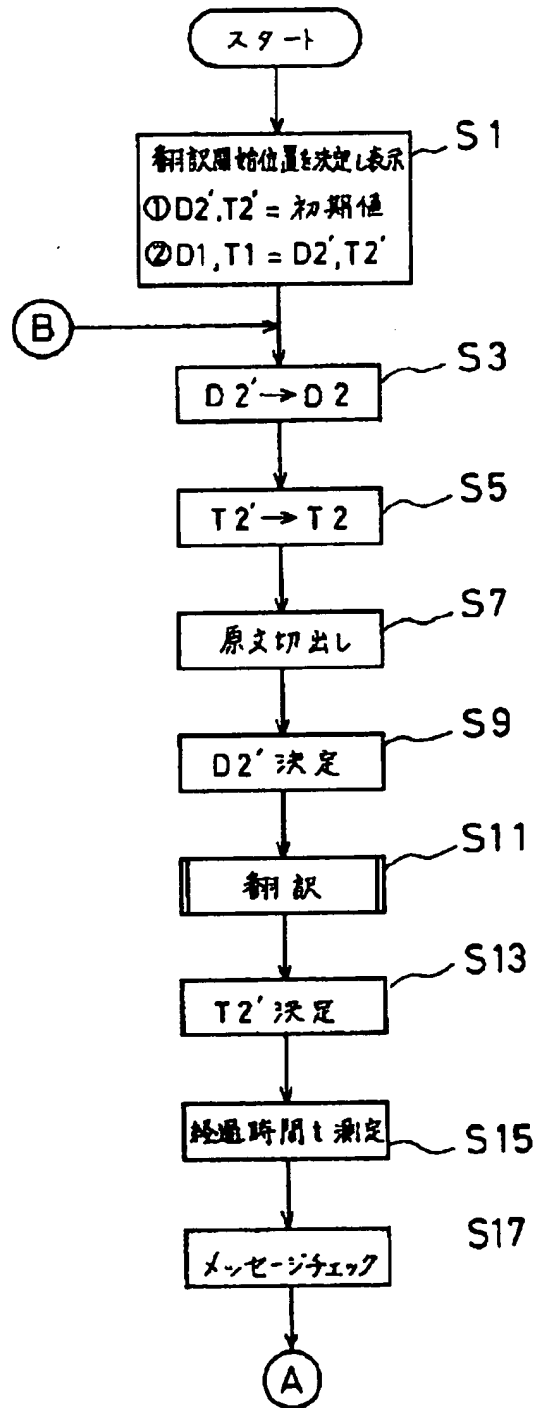 スタート
S1
翻訳開始位置を決定し表示
①D2',T2' = 初期値
②D1,T1 = D2',T2'
B
S3
D2'→D2
S5
T2'→T2
S7
原文切出し
S9
D2' 決定
S11
翻訳
S13
T2' 決定
経過時間t測定
S15
S17
メッセージチェック
A